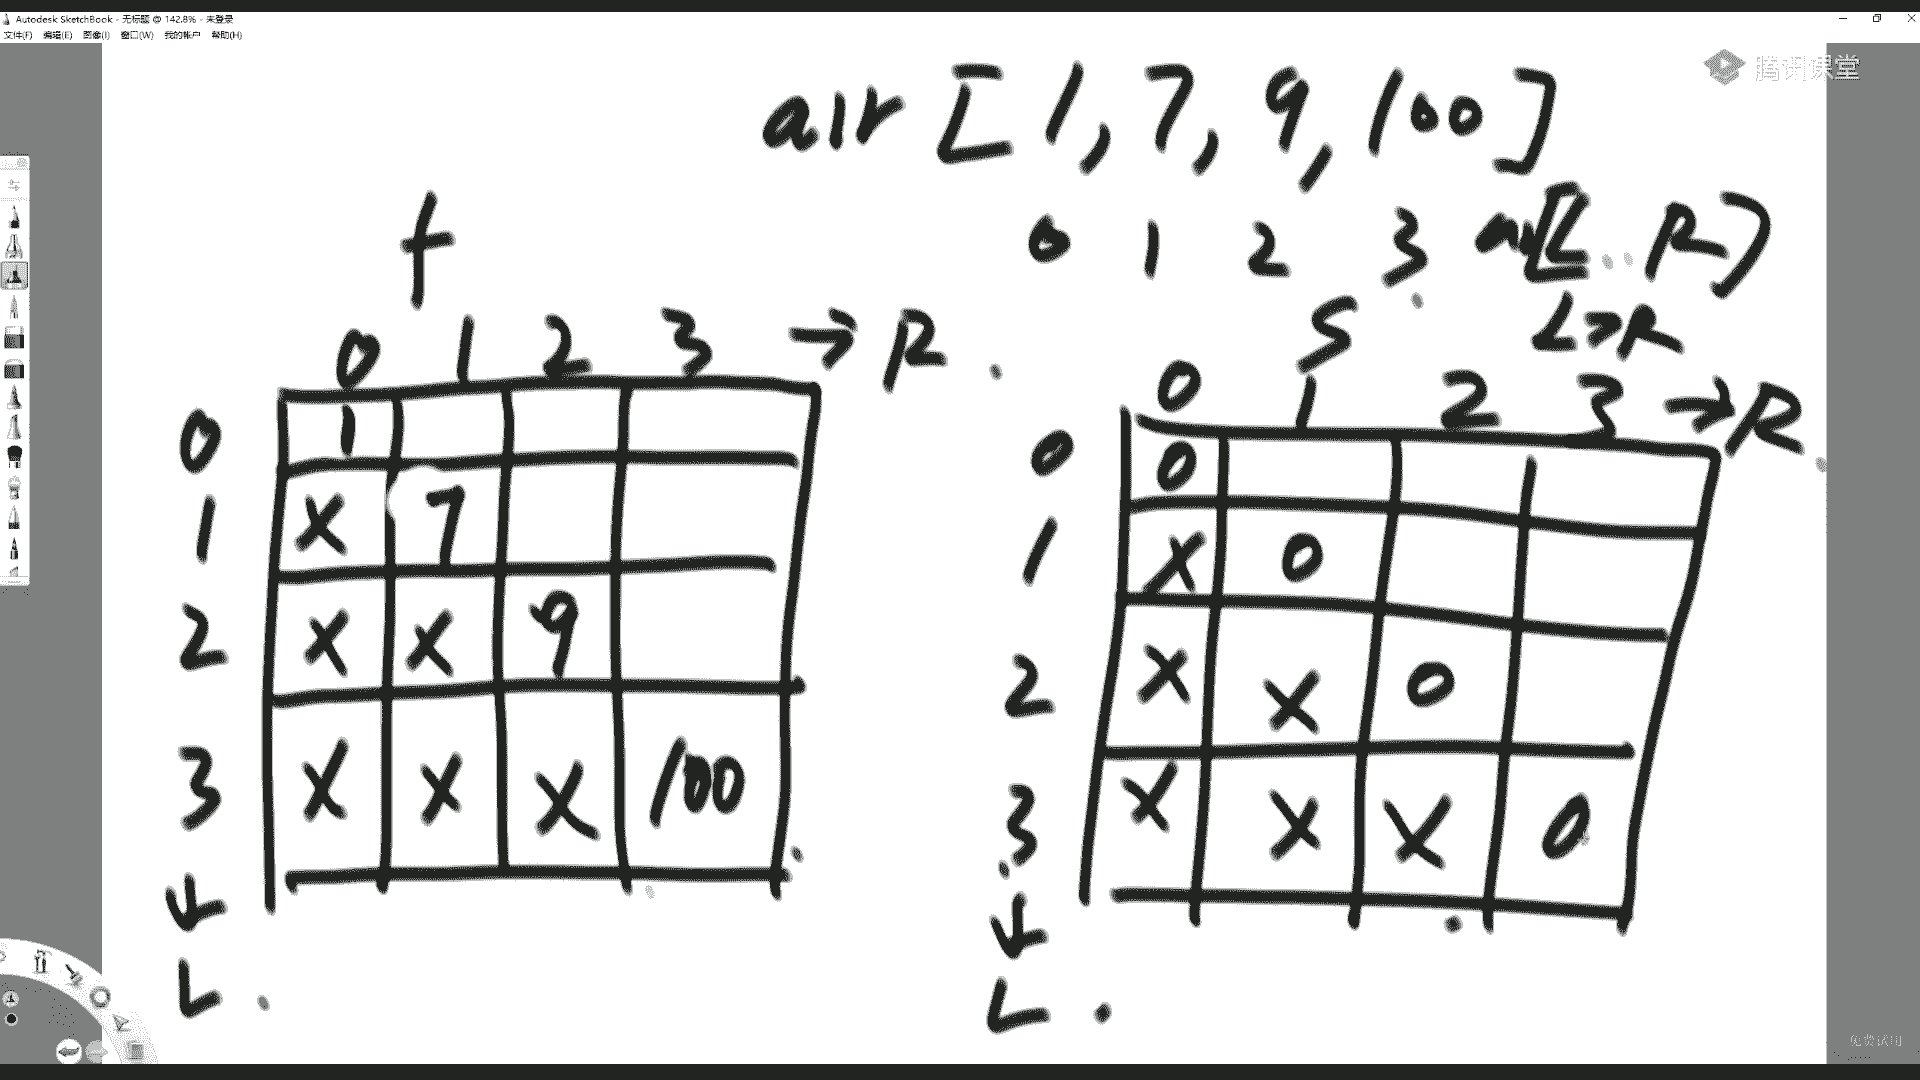 Autodesk SketchBook - 无标题 @ 142.8% - 未登录
文件(F) 编辑(E) 图像(I) 窗口(W) 我的帐户 帮助(H)
腾讯课堂
arr [1, 7, 9, 100]
0 1 2 3 arr[L..R]
L>R
f
0 1 2 3 → R
0 1
1 X 7
2 X X 9
3 X X X 100
↓
L
S
0 1 2 3 → R
0 0
1 X 0
2 X X 0
3 X X X 0
↓
L
免费试用